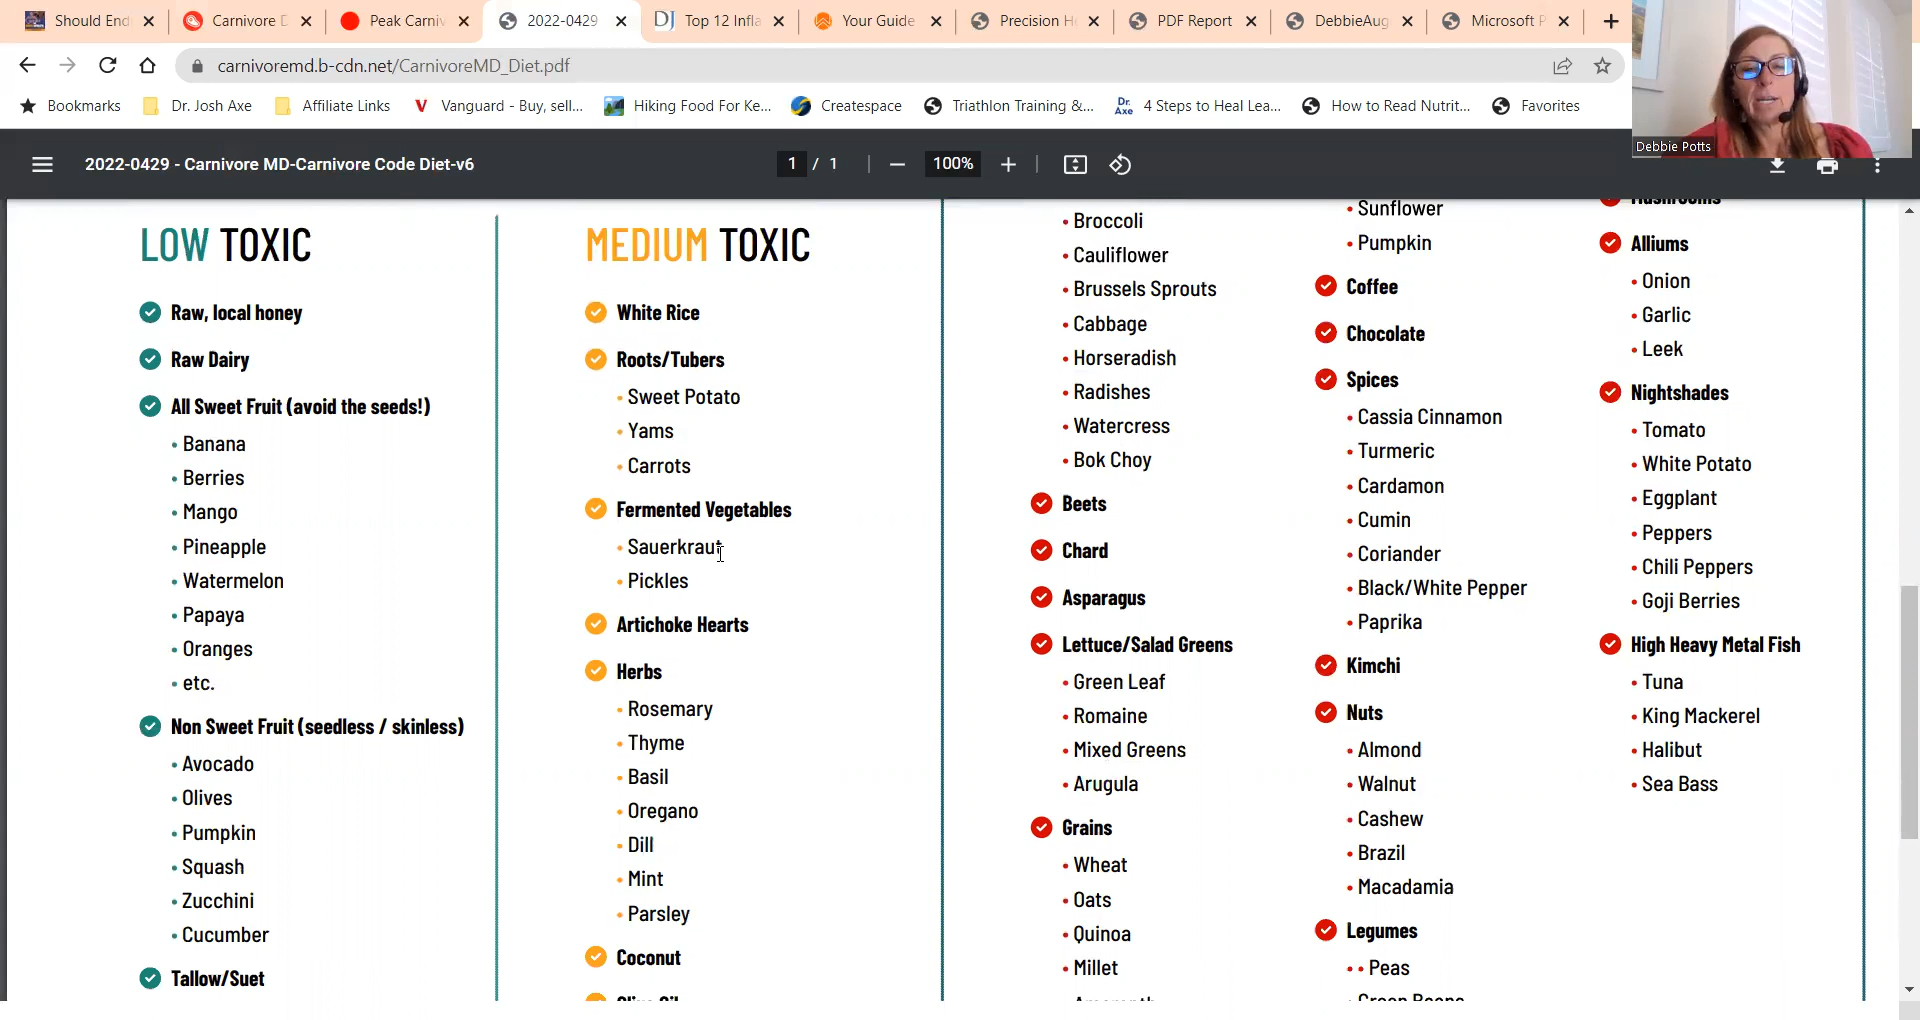 Should End
Carnivore D
Peak Carniv
2022-0429
DJ
Top 12 Infla
Your Guide
Precision He
PDF Report
DebbieAug
Microsoft P
carnivoremd.b-cdn.net/CarnivoreMD_Diet.pdf
Bookmarks
Dr. Josh Axe
Affiliate Links
Vanguard - Buy, sell...
Hiking Food For Ke...
Createspace
Triathlon Training &...
Dr. Axe
4 Steps to Heal Lea...
How to Read Nutrit...
Favorites
Debbie Potts
2022-0429 - Carnivore MD-Carnivore Code Diet-v6
1 / 1
100%
LOW TOXIC
Raw, local honey
Raw Dairy
All Sweet Fruit (avoid the seeds!)
• Banana
• Berries
• Mango
• Pineapple
• Watermelon
• Papaya
• Oranges
• etc.
Non Sweet Fruit (seedless / skinless)
• Avocado
• Olives
• Pumpkin
• Squash
• Zucchini
• Cucumber
Tallow/Suet
MEDIUM TOXIC
White Rice
Roots/Tubers
• Sweet Potato
• Yams
• Carrots
Fermented Vegetables
• Sauerkraut
• Pickles
Artichoke Hearts
Herbs
• Rosemary
• Thyme
• Basil
• Oregano
• Dill
• Mint
• Parsley
Coconut
Olive Oil
• Broccoli
• Cauliflower
• Brussels Sprouts
• Cabbage
• Horseradish
• Radishes
• Watercress
• Bok Choy
Beets
Chard
Asparagus
Lettuce/Salad Greens
• Green Leaf
• Romaine
• Mixed Greens
• Arugula
Grains
• Wheat
• Oats
• Quinoa
• Millet
• Amaranth
• Sunflower
• Pumpkin
Coffee
Chocolate
Spices
• Cassia Cinnamon
• Turmeric
• Cardamon
• Cumin
• Coriander
• Black/White Pepper
• Paprika
Kimchi
Nuts
• Almond
• Walnut
• Cashew
• Brazil
• Macadamia
Legumes
• • Peas
• Green Beans
Mushrooms
Alliums
• Onion
• Garlic
• Leek
Nightshades
• Tomato
• White Potato
• Eggplant
• Peppers
• Chili Peppers
• Goji Berries
High Heavy Metal Fish
• Tuna
• King Mackerel
• Halibut
• Sea Bass